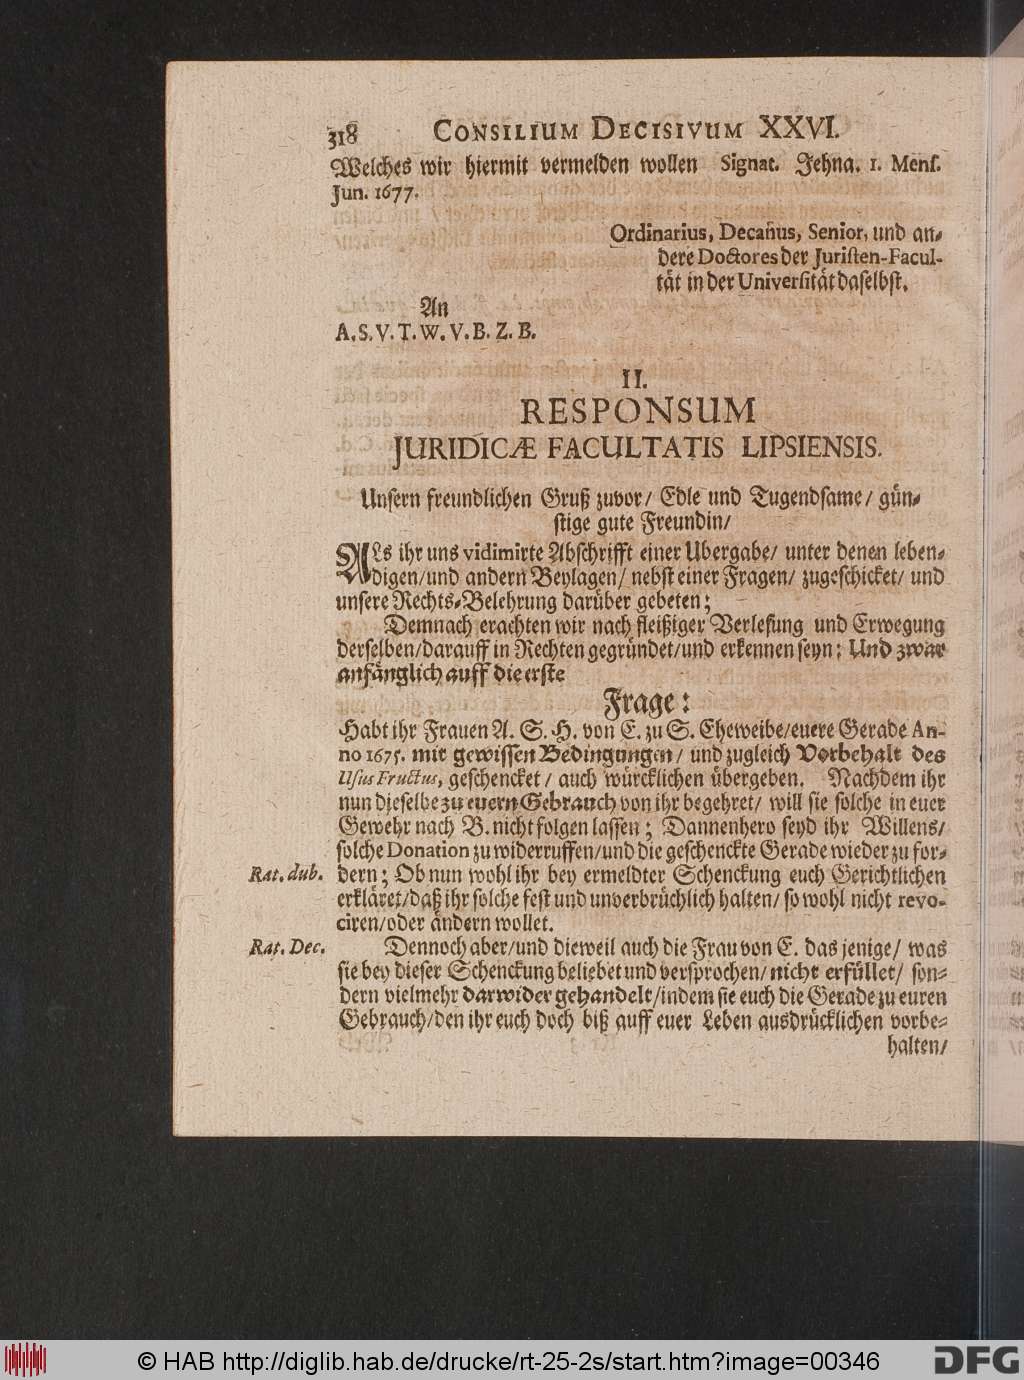 318 CONSILIUM DECISIVUM XXVI.
Welches wir hiermit vermelden wollen Signat. Jehna. 1. Menſ.
Jun. 1677.
Ordinarius, Decañus, Senior, und an⸗
dere Doctores der Juriſten-Facul-
tät in der Univerſität daſelbſt.
An
A. S. V. T. W. V. B. Z. B.
II.
RESPONSUM
JURIDICÆ FACULTATIS LIPSIENSIS.
Unſern freundlichen Gruß zuvor/ Edle und Tugendſame/ gün⸗
ſtige gute Freundin/
ALs ihr uns vidimirte Abſchrifft einer Ubergabe/ unter denen leben⸗
digen/und andern Beylagen/ nebſt einer Fragen/ zugeſchicket/ und
unſere Rechts⸗Belehrung darüber gebeten;
Demnach erachten wir nach fleißiger Verleſung und Erwegung
derſelben/darauff in Rechten gegründet/und erkennen ſeyn; Und zwar
anfänglich auff die erſte
Frage:
Habt ihr Frauen A. S. H. von E. zu S. Eheweibe/euere Gerade An-
no 1675. mit gewiſſen Bedingungen/ und zugleich Vorbehalt des
Uſus Fructus, geſchencket/ auch würcklichen übergeben. Nachdem ihr
nun dieſelbe zu euern Gebrauch von ihr begehret/ will ſie ſolche in euer
Gewehr nach B. nicht folgen laſſen; Dannenhero ſeyd ihr Willens/
ſolche Donation zu widerruffen/und die geſchenckte Gerade wieder zu for⸗
Rat. dub. dern; Ob nun wohl ihr bey ermeldter Schenckung euch Gerichtlichen
erkläret/daß ihr ſolche feſt und unverbrüchlich halten/ ſo wohl nicht revo-
ciren/oder ändern wollet.
Rat. Dec. Dennoch aber/und dieweil auch die Frau von E. das jenige/ was
ſie bey dieſer Schenckung beliebet und verſprochen/ nicht erfüllet/ ſon⸗
dern vielmehr darwider gehandelt/indem ſie euch die Gerade zu euren
Gebrauch/den ihr euch doch biß auff euer Leben ausdrücklichen vorbe⸗
halten/
© HAB http://diglib.hab.de/drucke/rt-25-2s/start.htm?image=00346
DFG